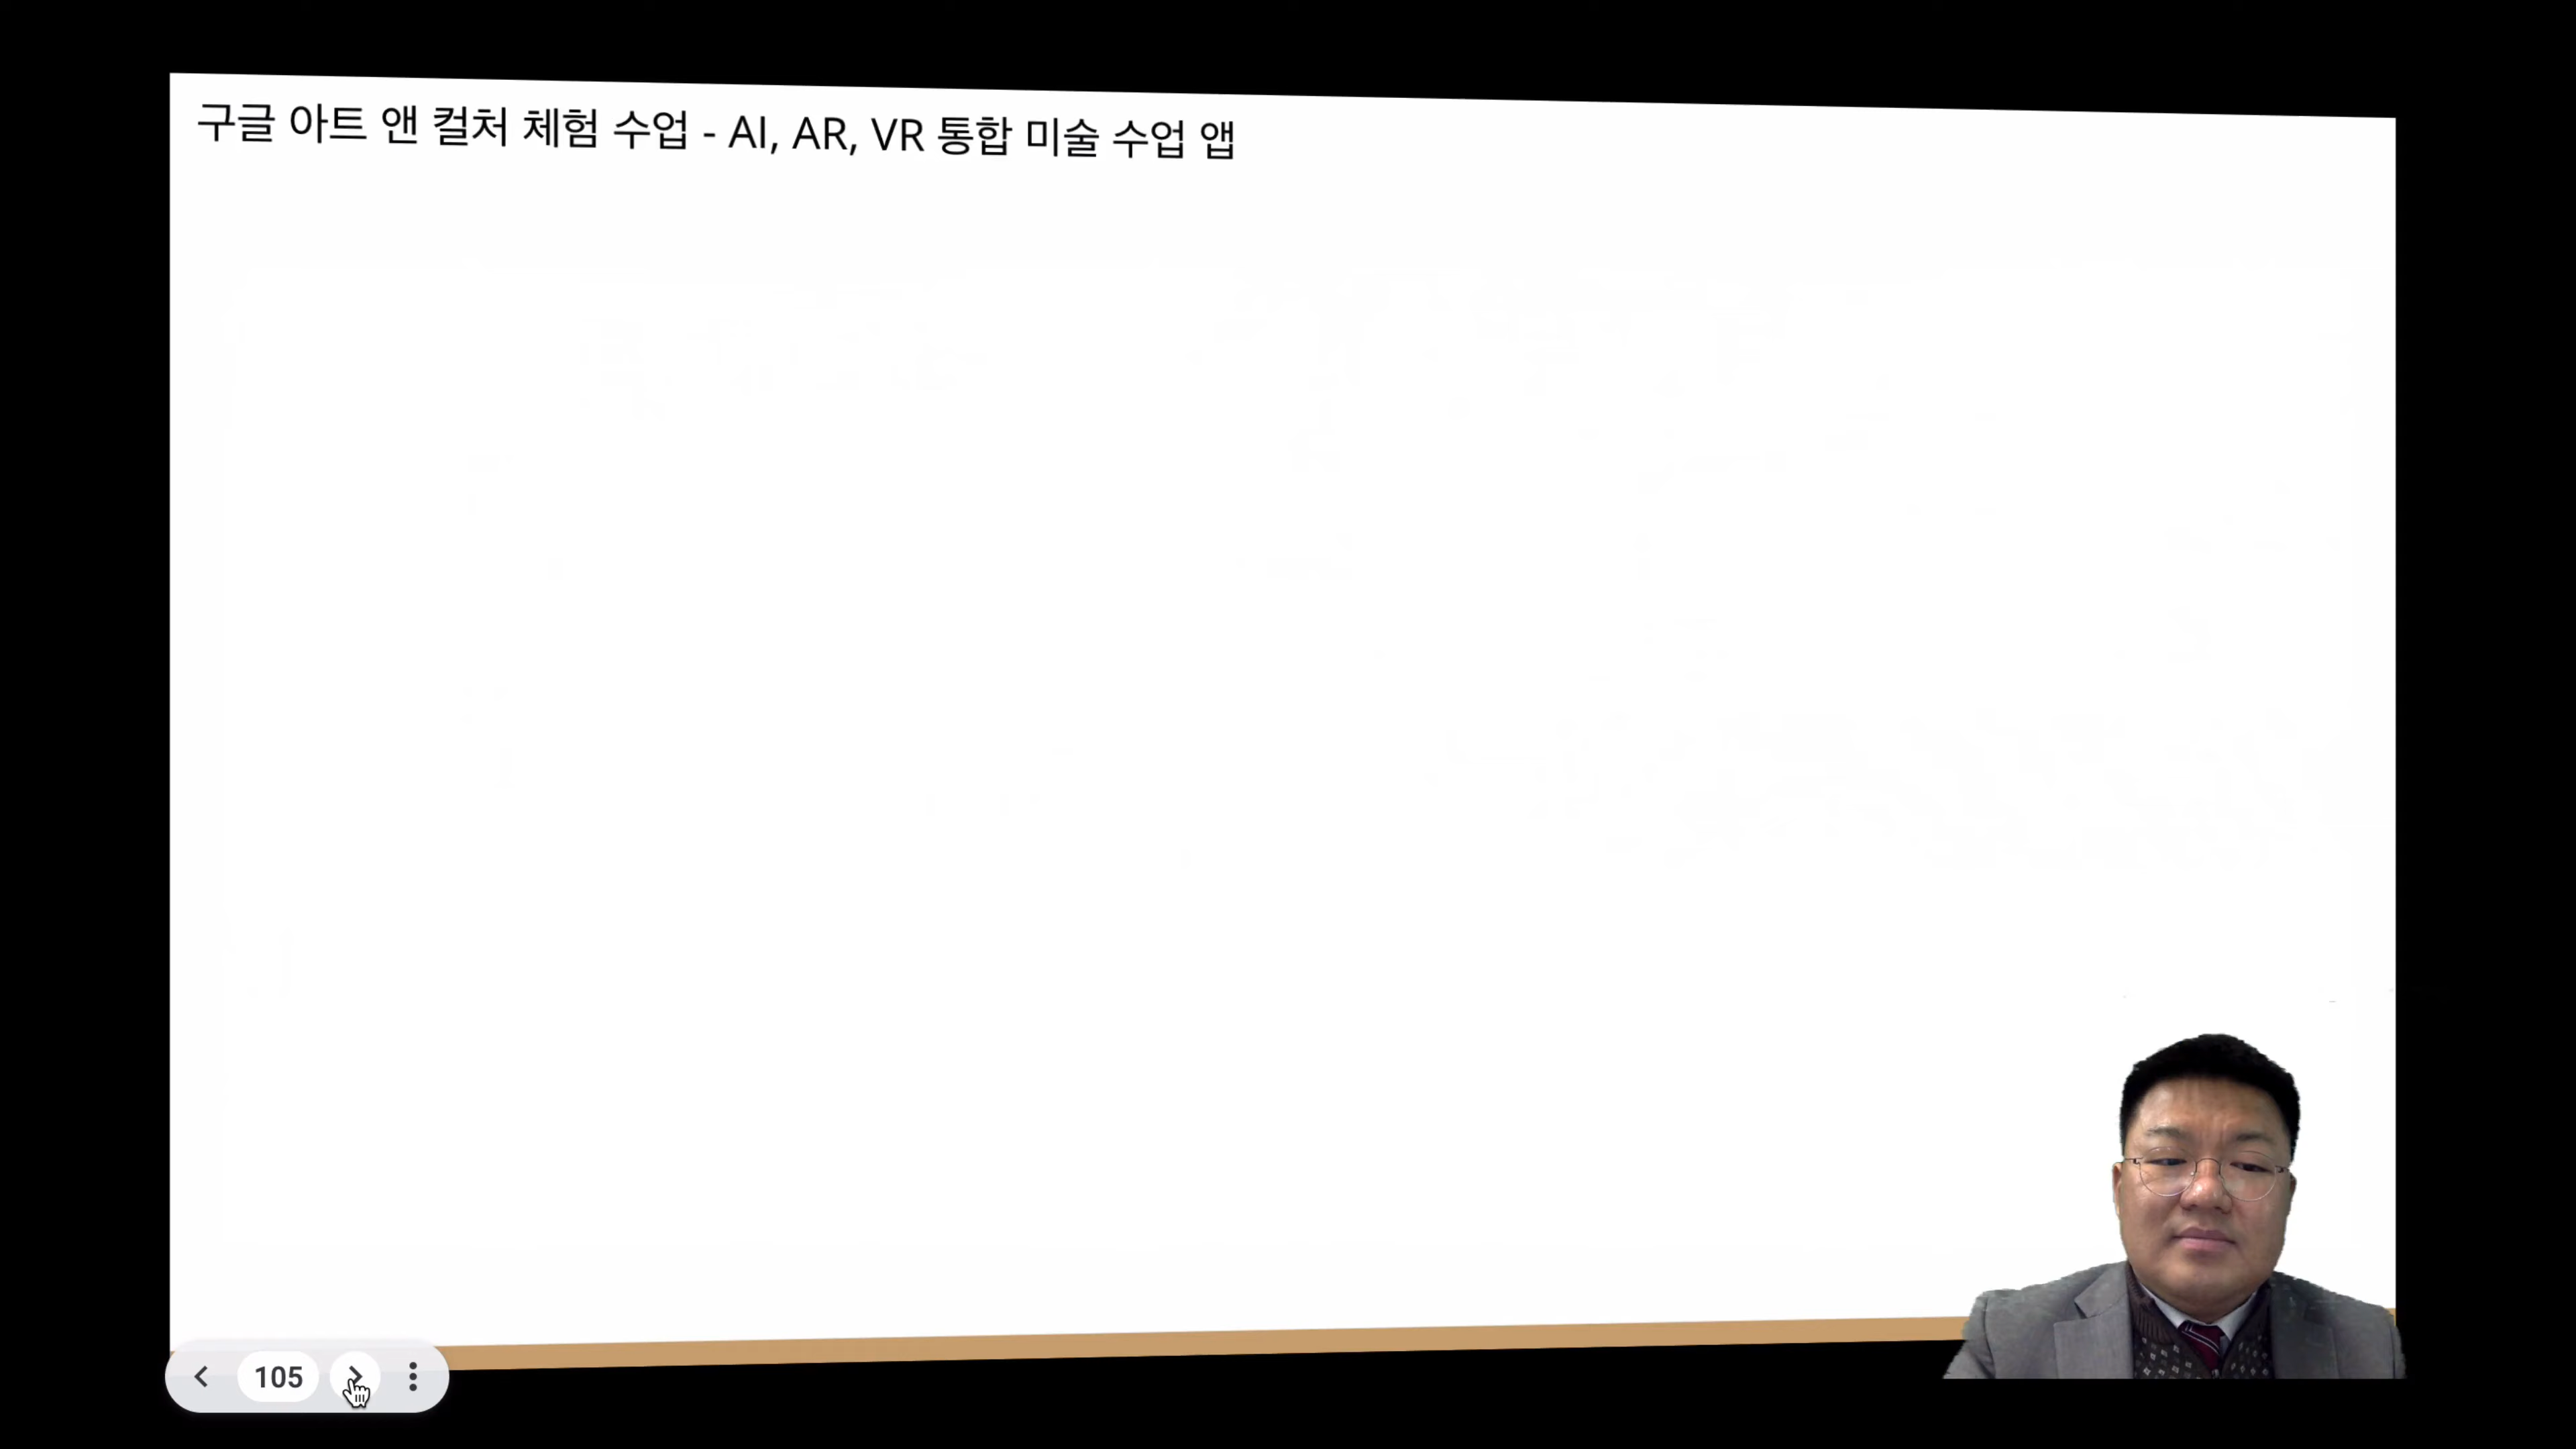 구글 아트 앤 컬처 체험 수업 - AI, AR, VR 통합 미술 수업 앱
105